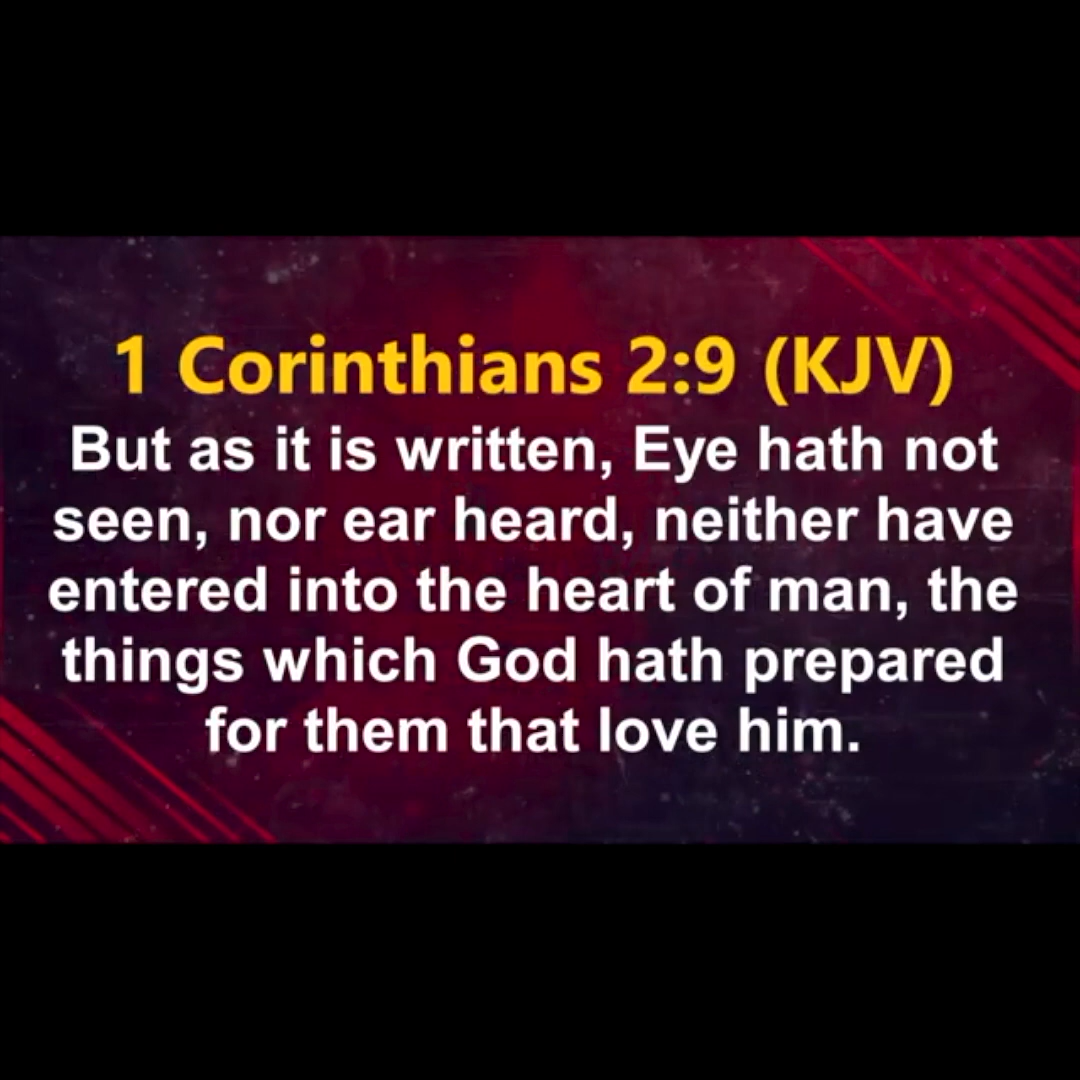 1 Corinthians 2:9 (KJV)
But as it is written, Eye hath not
seen, nor ear heard, neither have
entered into the heart of man, the
things which God hath prepared
for them that love him.